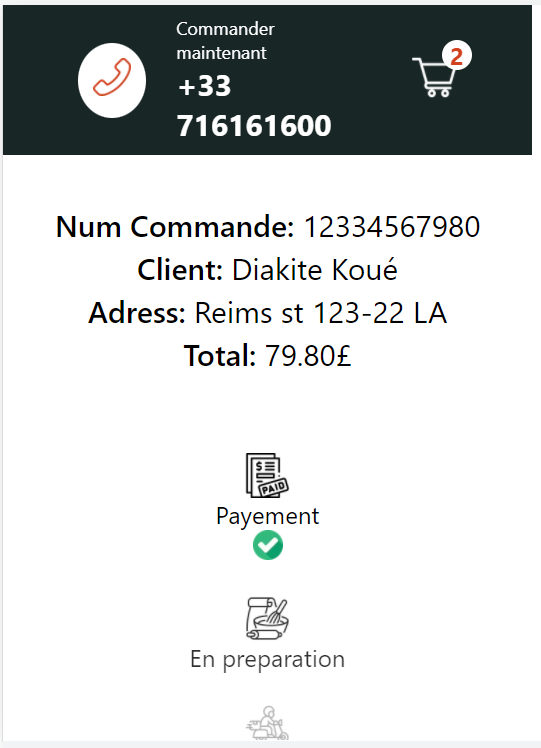 Commander
maintenant
+33
716161600
2
Num Commande: 12334567980
Client: Diakite Koué
Adress: Reims st 123-22 LA
Total: 79.80£
$
PAID
Payement
En preparation